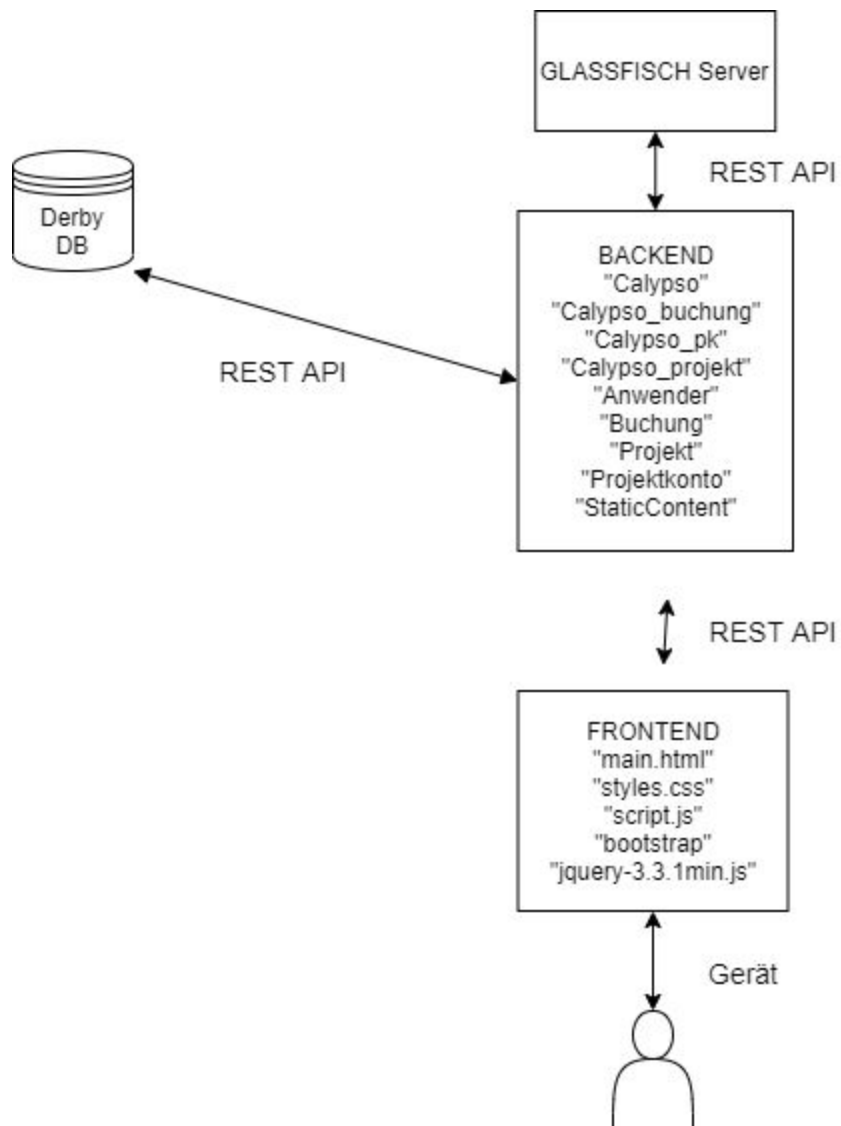 GLASSFISCH Server
REST API
Derby
DB
REST API
BACKEND
"Calypso"
"Calypso_buchung"
"Calypso_pk"
"Calypso_projekt"
"Anwender"
"Buchung"
"Projekt"
"Projektkonto"
"StaticContent"
REST API
FRONTEND
"main.html"
"styles.css"
"script.js"
"bootstrap"
"jquery-3.3.1min.js"
Gerät